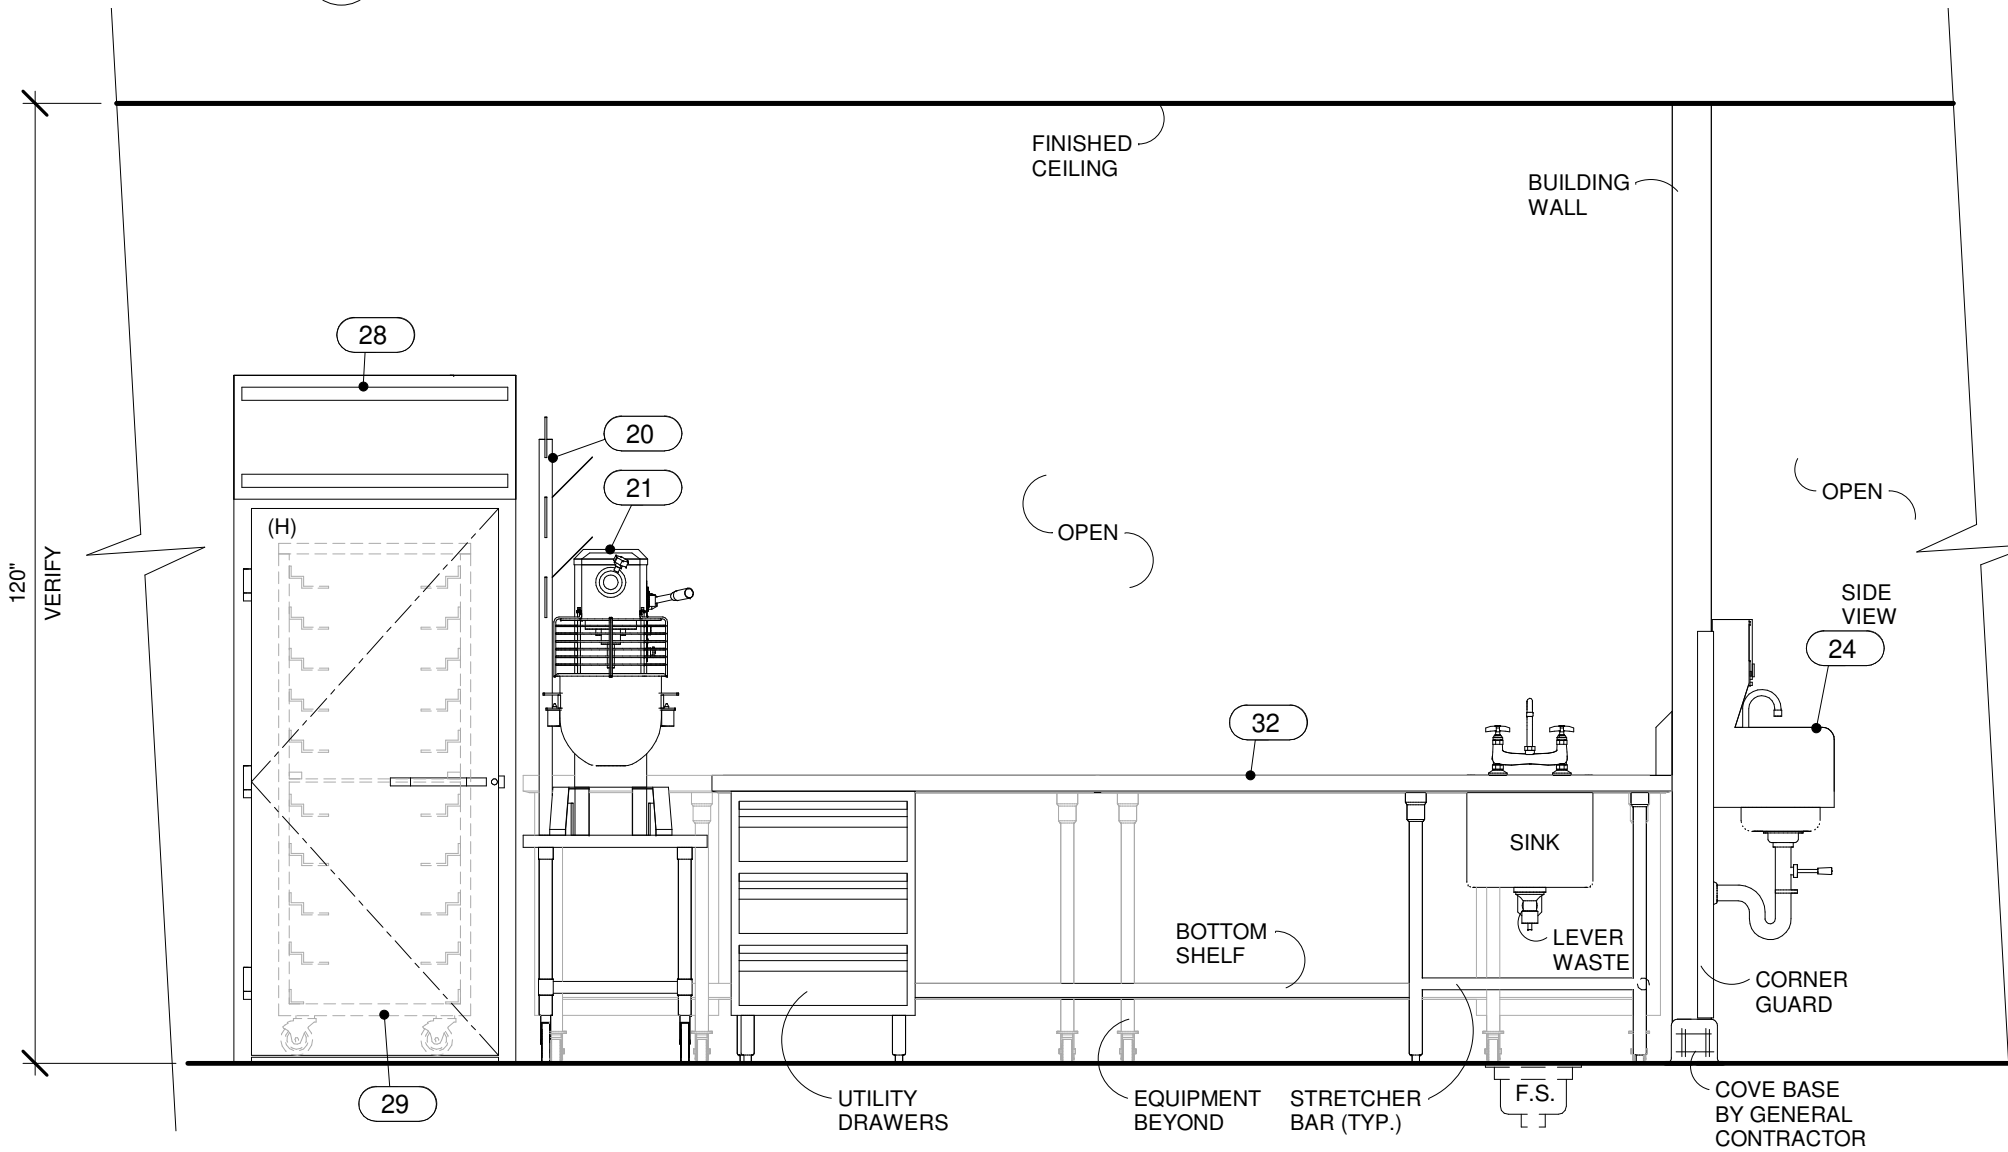 FINISHED
CEILING
BUILDING
WALL
28
20
21
OPEN
OPEN
(H)
120"
VERIFY
SIDE
VIEW
24
32
SINK
BOTTOM
SHELF
LEVER
WASTE
CORNER
GUARD
29
UTILITY
DRAWERS
EQUIPMENT
BEYOND
STRETCHER
BAR (TYP.)
F.S.
COVE BASE
BY GENERAL
CONTRACTOR